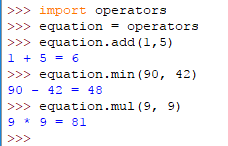 >>> import operators
>>> equation = operators
>>> equation.add(1,5)
1 + 5 = 6
>>> equation.min(90, 42)
90 - 42 = 48
>>> equation.mul(9, 9)
9 * 9 = 81
>>>